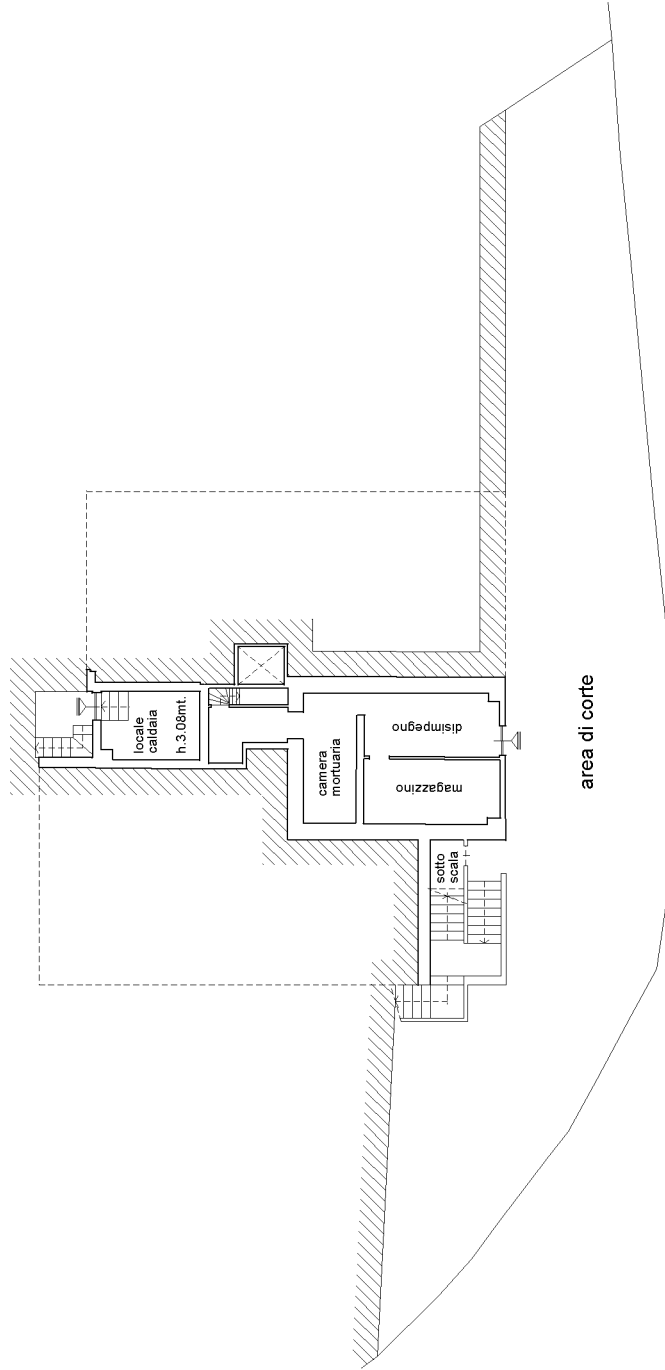 locale
caldaia
h.3.08mt.
camera
mortuaria
disimpegno
magazzino
sotto
scala
area di corte